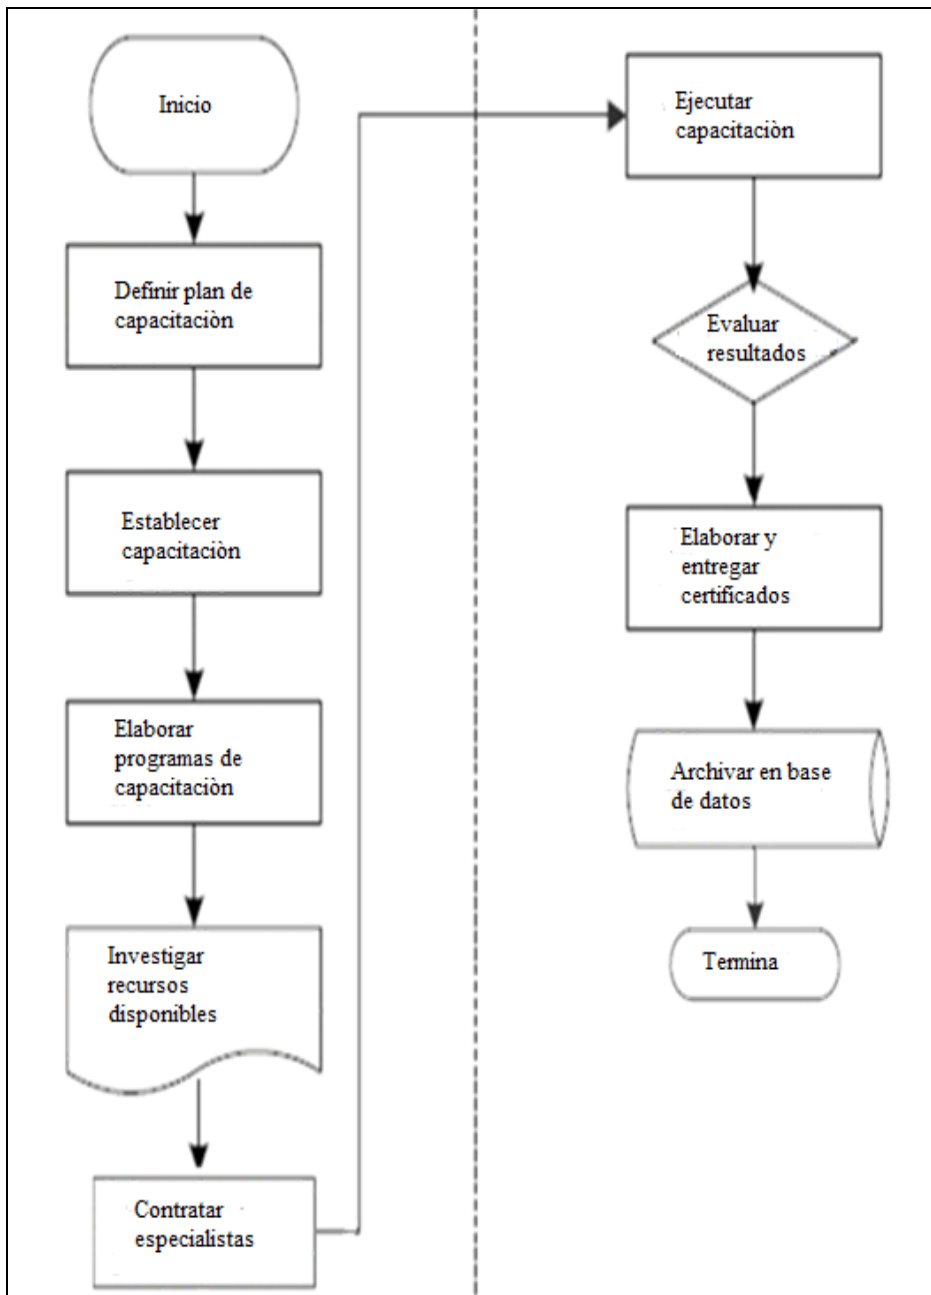 Inicio
Definir plan de
capacitaciòn
Establecer
capacitaciòn
Elaborar
programas de
capacitaciòn
Investigar
recursos
disponibles
Contratar
especialistas
Ejecutar
capacitaciòn
Evaluar
resultados
Elaborar y
entregar
certificados
Archivar en base
de datos
Termina